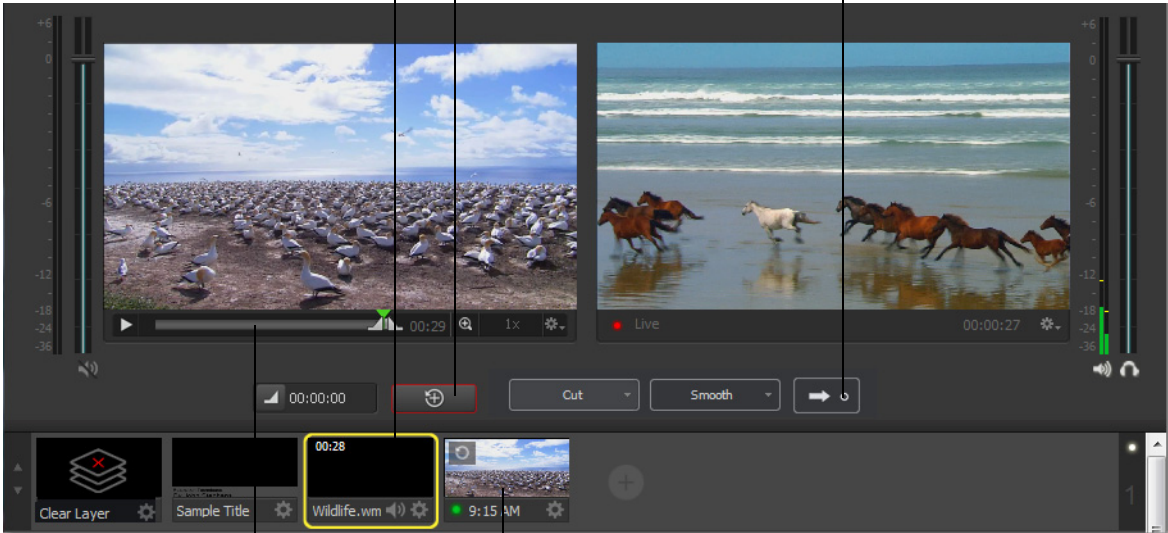 +6
0
-6
-12
-18
-24
-36
00:29
1x
Live
00:00:27
+6
0
-6
-12
-18
-24
-36
00:00:00
Cut
Smooth
Clear Layer
Sample Title
00:28
Wildlife.wm
9:15 AM
1